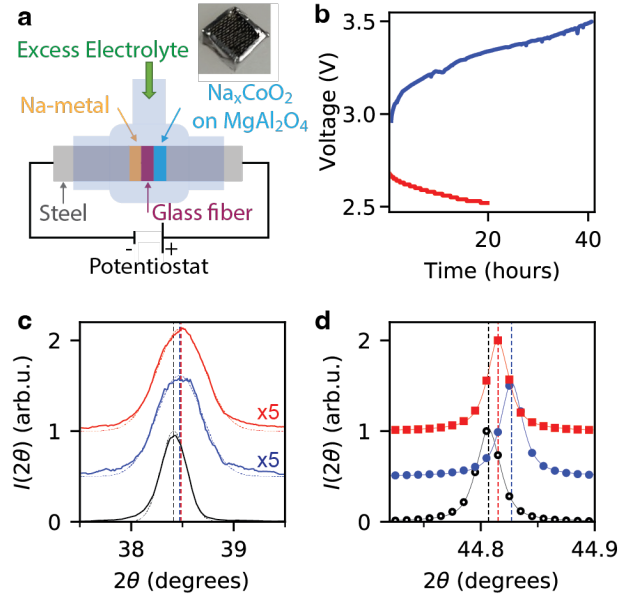 a
Excess Electrolyte
Na-metal
NaₓCoO₂
on MgAl₂O₄
Steel
Glass fiber
- +
Potentiostat
b
Voltage (V)
3.5
3.0
2.5
20 40
Time (hours)
c
I(2θ) (arb.u.)
2
1
0
x5
x5
38 39
2θ (degrees)
d
I(2θ) (arb.u.)
2
1
0
44.8 44.9
2θ (degrees)